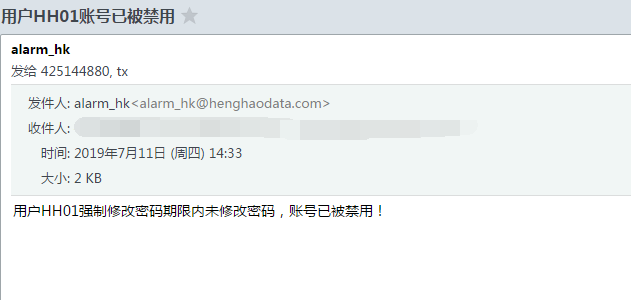 用户HH01账号已被禁用
alarm_hk
发给 425144880, tx
发件人: alarm_hk<alarm_hk@henghaodata.com>
收件人:
时间: 2019年7月11日 (周四) 14:33
大小: 2 KB
用户HH01强制修改密码期限内未修改密码，账号已被禁用！